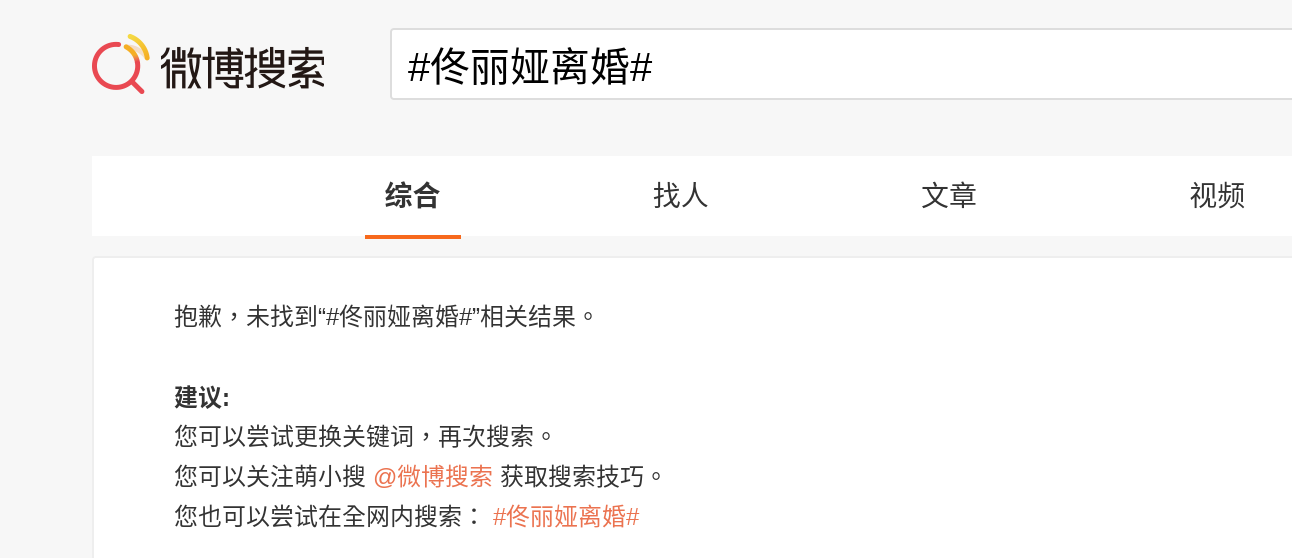 微博搜索
#佟丽娅离婚#
综合 找人 文章 视频
抱歉，未找到“#佟丽娅离婚#”相关结果。
建议:
您可以尝试更换关键词，再次搜索。
您可以关注萌小搜 @微博搜索 获取搜索技巧。
您也可以尝试在全网内搜索： #佟丽娅离婚#